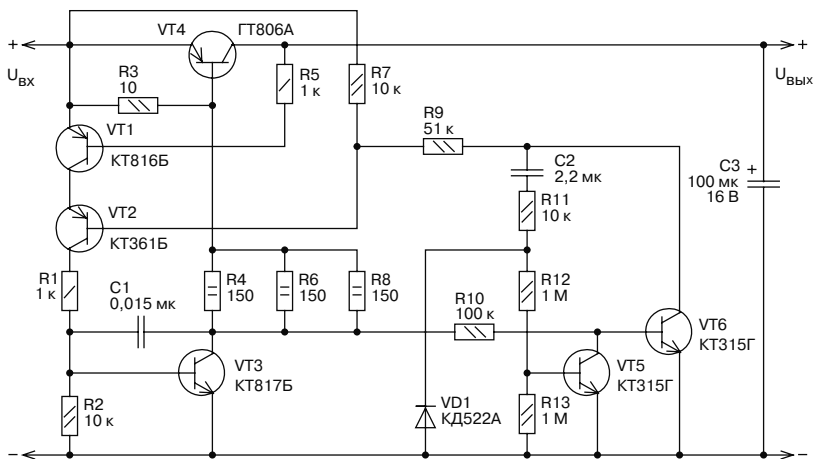 VT4
ГТ806А
+
+
Uвх
Uвых
R3
10
R5
1 к
R7
10 к
VT1
КТ816Б
R9
51 к
C2
2,2 мк
C3
+
100 мк
16 В
VT2
КТ361Б
R11
10 к
R1
1 к
C1
0,015 мк
R4
150
R6
150
R8
150
R12
1 М
R10
100 к
VT6
КТ315Г
VT3
КТ817Б
VT5
КТ315Г
R2
10 к
VD1
КД522А
R13
1 М
–
–